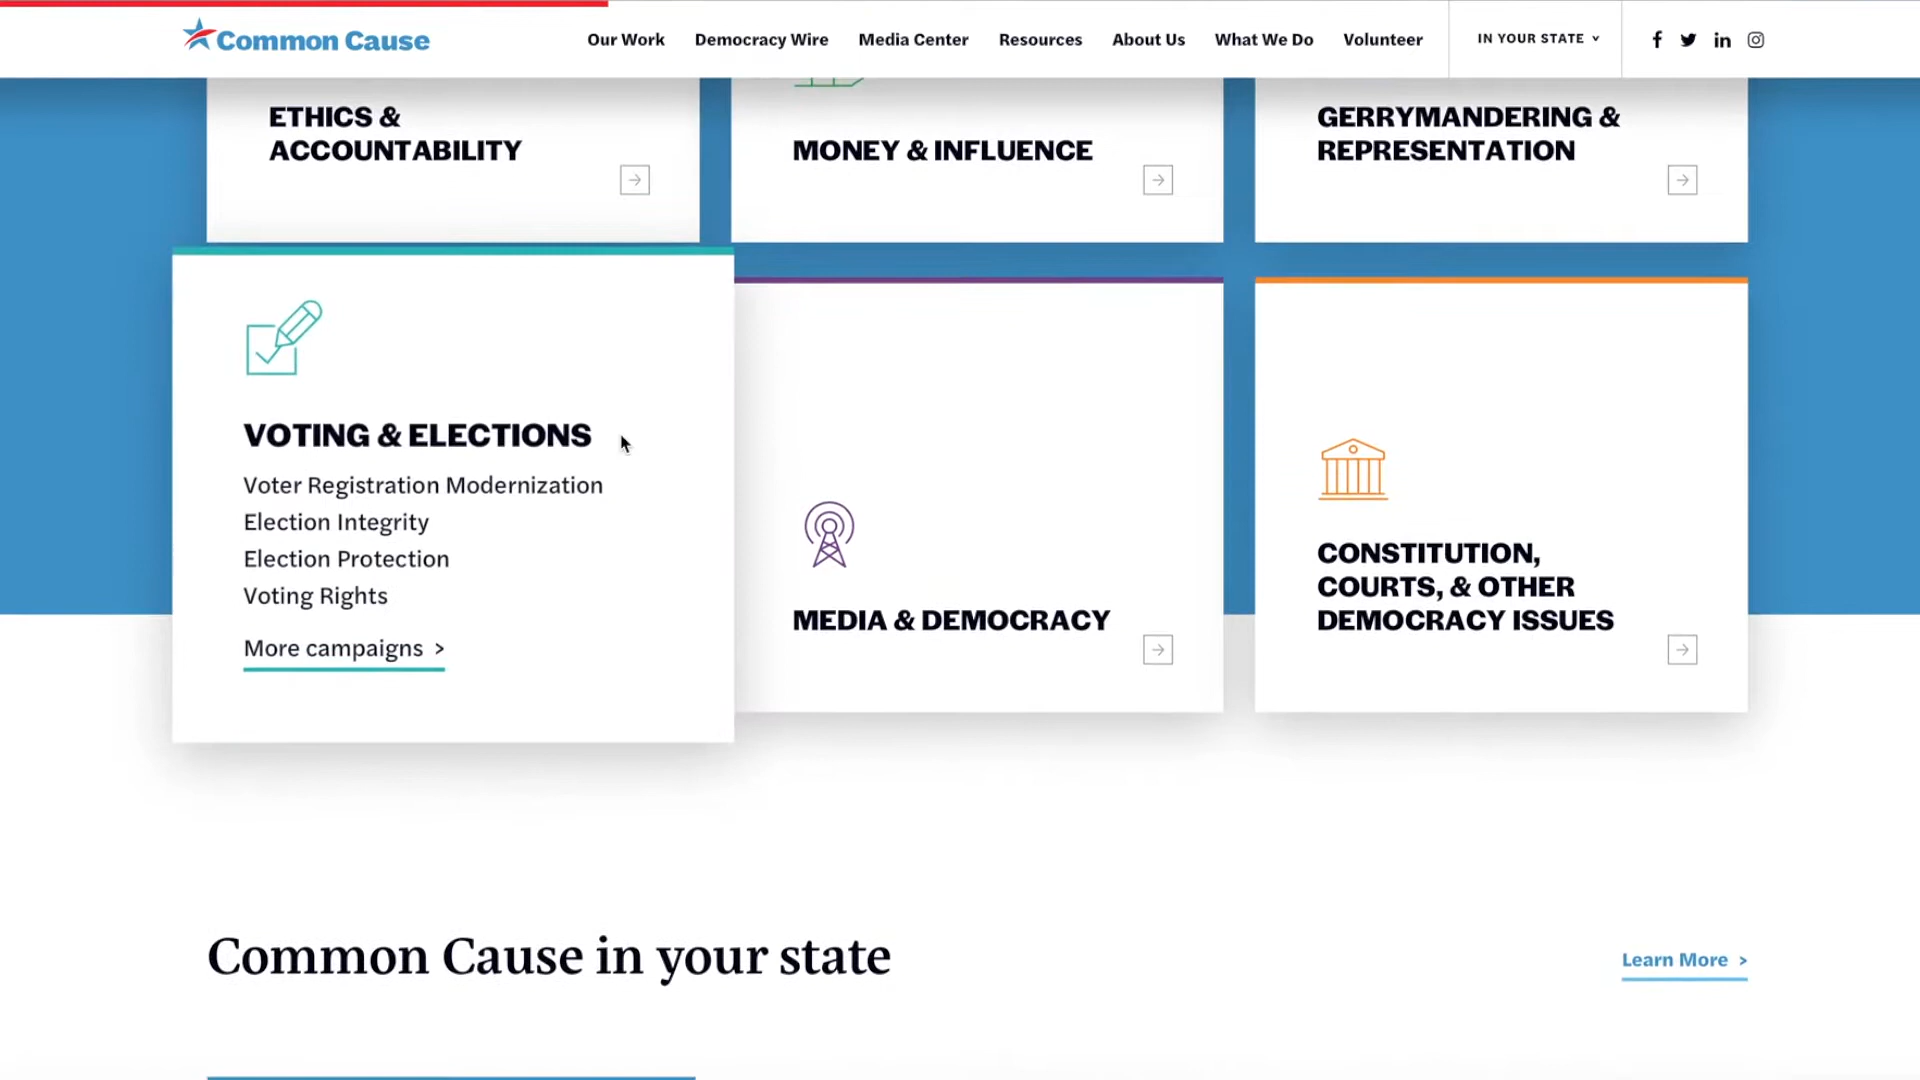 Common Cause
Our Work
Democracy Wire
Media Center
Resources
About Us
What We Do
Volunteer
IN YOUR STATE
ETHICS &
ACCOUNTABILITY
MONEY & INFLUENCE
GERRYMANDERING &
REPRESENTATION
VOTING & ELECTIONS
Voter Registration Modernization
Election Integrity
Election Protection
Voting Rights
More campaigns >
MEDIA & DEMOCRACY
CONSTITUTION,
COURTS, & OTHER
DEMOCRACY ISSUES
Common Cause in your state
Learn More >